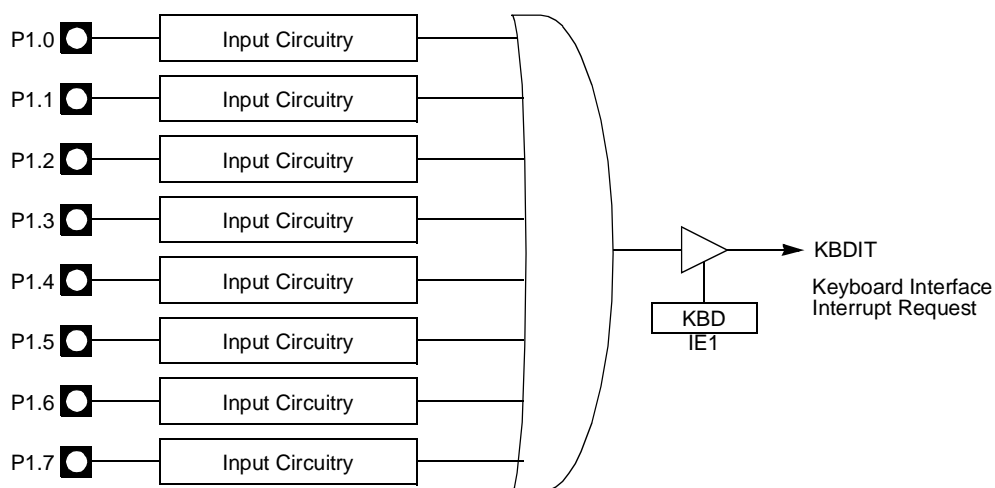 P1.0 Input Circuitry
P1.1 Input Circuitry
P1.2 Input Circuitry
P1.3 Input Circuitry
P1.4 Input Circuitry
P1.5 Input Circuitry
P1.6 Input Circuitry
P1.7 Input Circuitry
KBDIT
Keyboard Interface
Interrupt Request
KBD
IE1